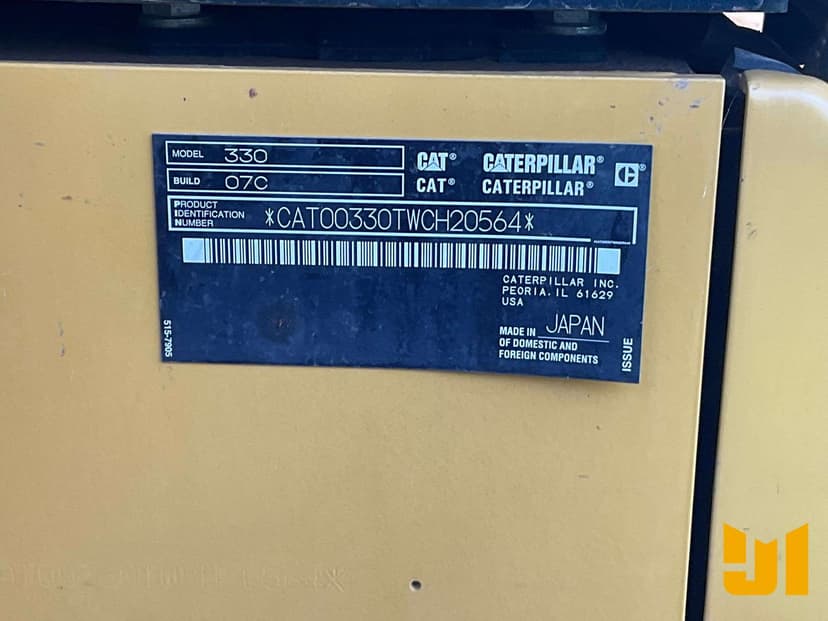 MODEL 330
BUILD 07C
CAT® CATERPILLAR®
CAT® CATERPILLAR®
PRODUCT IDENTIFICATION NUMBER *CAT00330TWCH20564*
CATERPILLAR INC.
PEORIA, IL 61629
USA
MADE IN JAPAN
OF DOMESTIC AND
FOREIGN COMPONENTS
515-7905
ISSUE